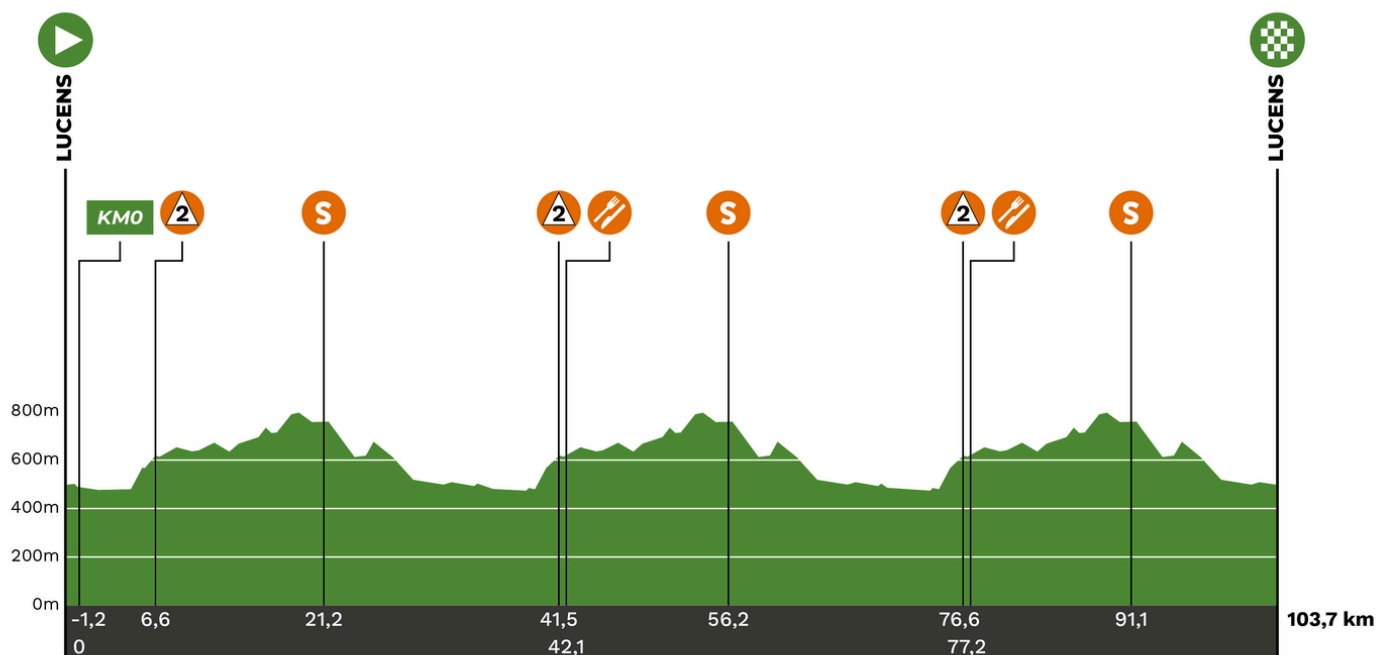 LUCENS
LUCENS
KM0
2
S
2
S
2
S
800m
600m
400m
200m
0m
-1,2
6,6
21,2
41,5
56,2
76,6
91,1
103,7 km
0
42,1
77,2